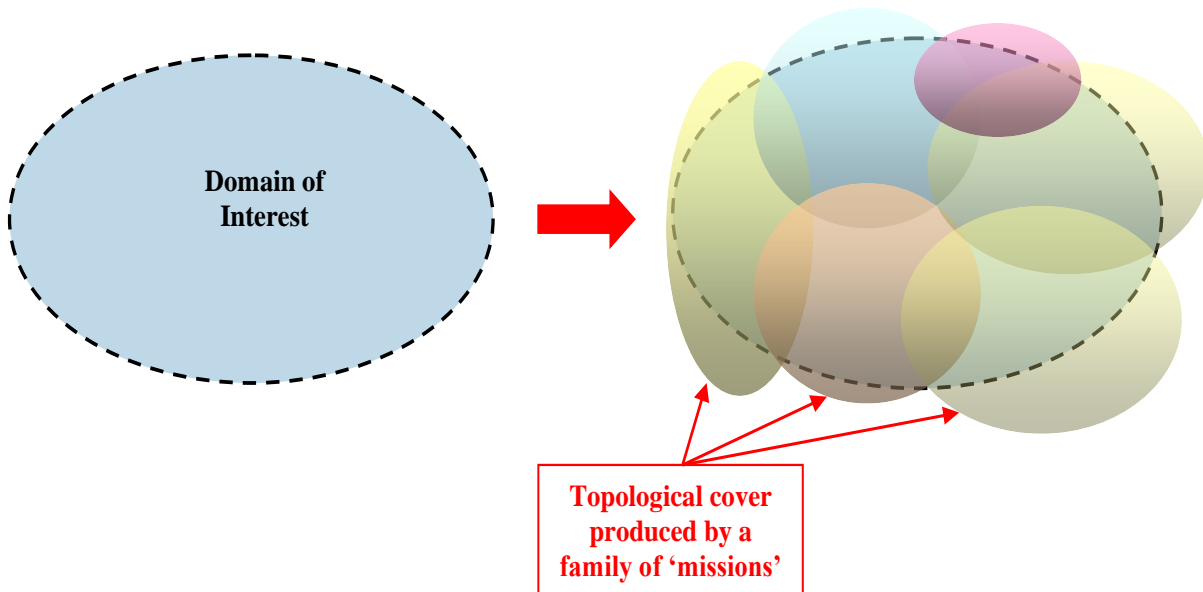 Domain of
Interest
Topological cover
produced by a
family of ‘missions’